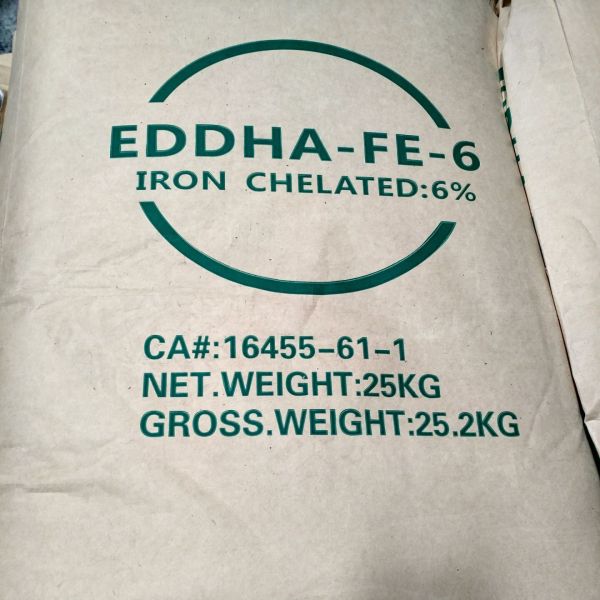 EDDHA-FE-6
IRON CHELATED:6%
CA#:16455-61-1
NET.WEIGHT:25KG
GROSS.WEIGHT:25.2KG